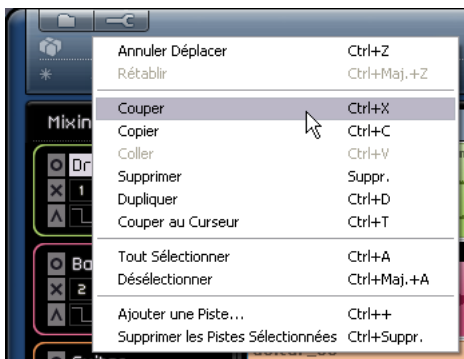 Annuler Déplacer Ctrl+Z
Rétablir Ctrl+Maj.+Z
Couper Ctrl+X
Mixin
Copier Ctrl+C
Coller Ctrl+V
Dr
Supprimer Suppr.
1
Dupliquer Ctrl+D
Couper au Curseur Ctrl+T
Tout Sélectionner Ctrl+A
Ba
Désélectionner Ctrl+Maj.+A
2
Ajouter une Piste... Ctrl++
Supprimer les Pistes Sélectionnées Ctrl+Suppr.